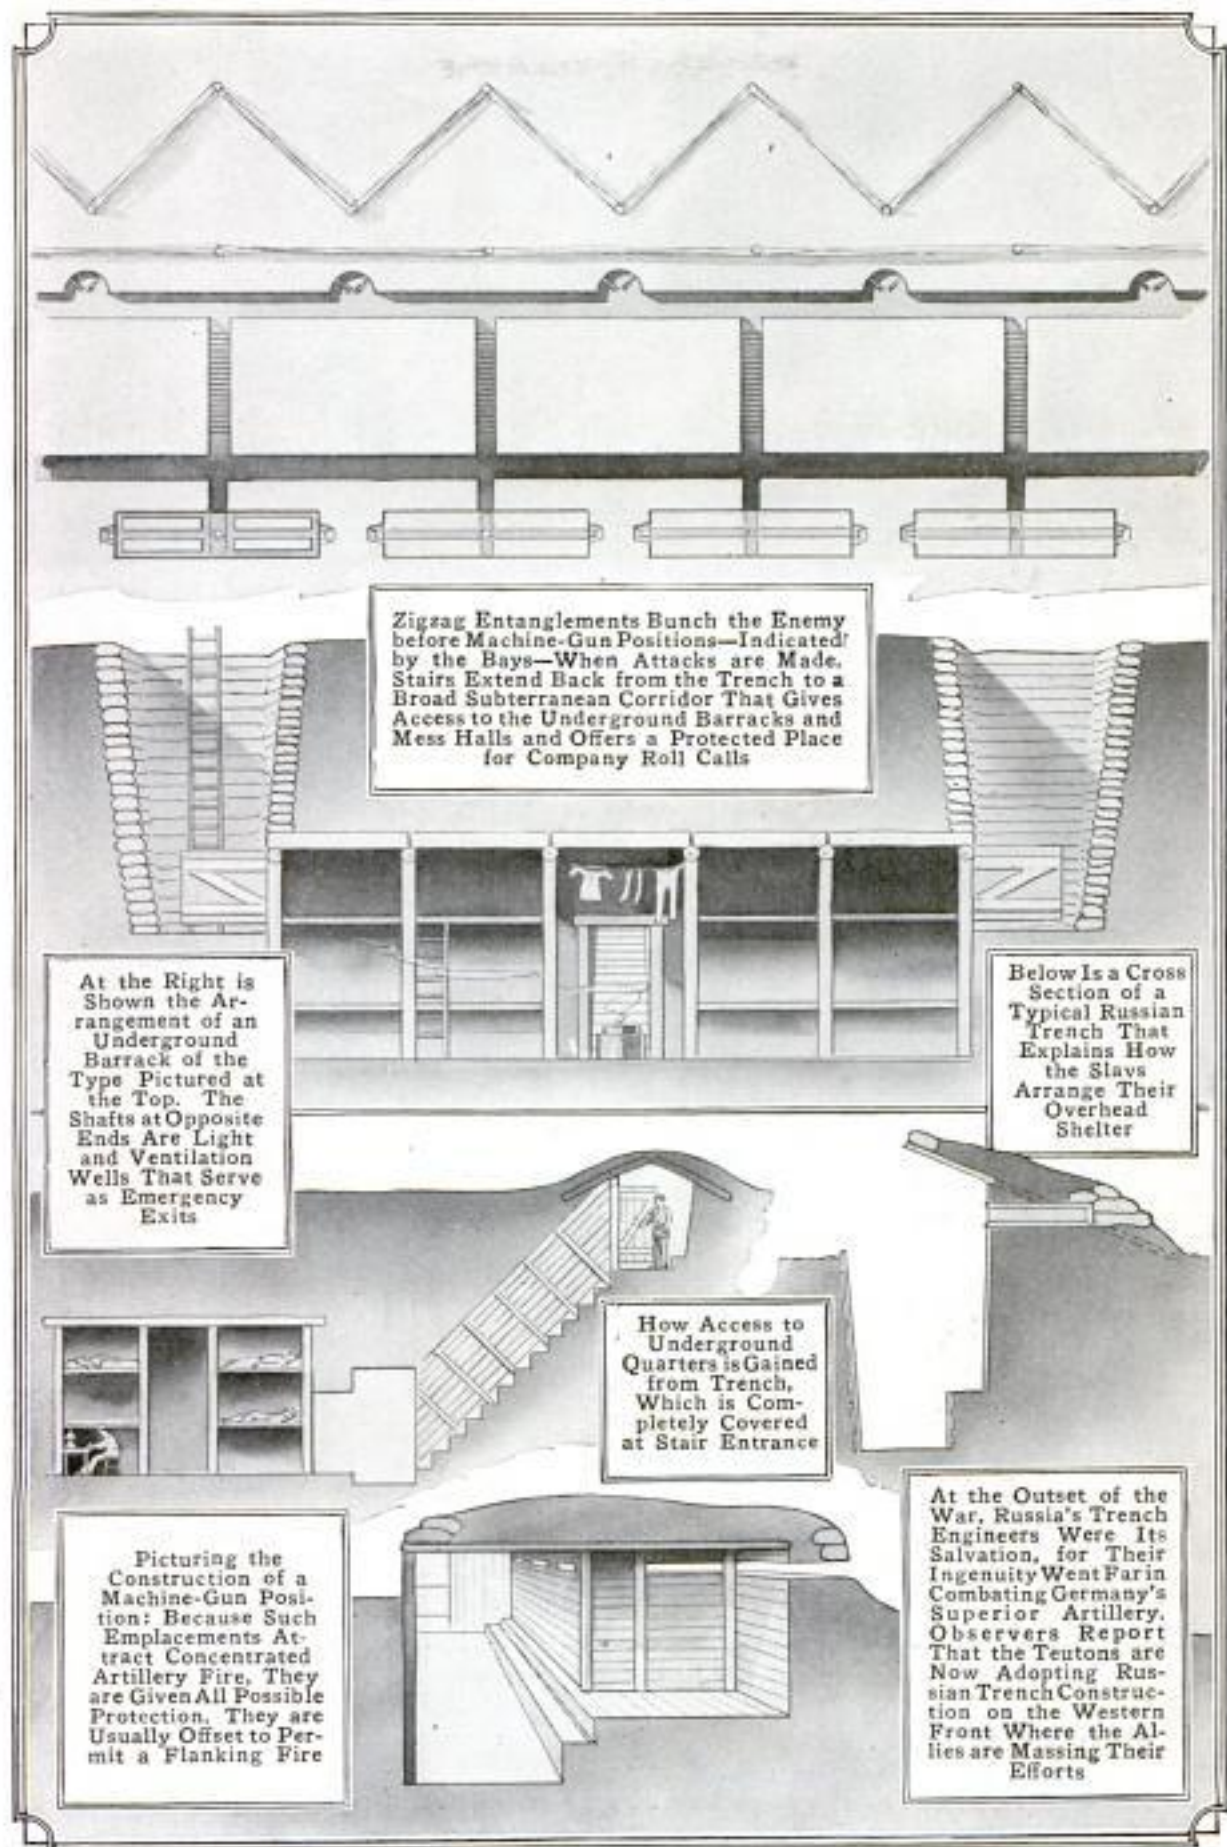 Zigzag Entanglements Bunch the Enemy
before Machine-Gun Positions—Indicated
by the Bays—When Attacks are Made.
Stairs Extend Back from the Trench to a
Broad Subterranean Corridor That Gives
Access to the Underground Barracks and
Mess Halls and Offers a Protected Place
for Company Roll Calls
At the Right is
Shown the Ar-
rangement of an
Underground
Barrack of the
Type Pictured at
the Top. The
Shafts at Opposite
Ends Are Light
and Ventilation
Wells That Serve
as Emergency
Exits
Below Is a Cross
Section of a
Typical Russian
Trench That
Explains How
the Slavs
Arrange Their
Overhead
Shelter
How Access to
Underground
Quarters is Gained
from Trench,
Which is Com-
pletely Covered
at Stair Entrance
Picturing the
Construction of a
Machine-Gun Posi-
tion: Because Such
Emplacements At-
tract Concentrated
Artillery Fire, They
are Given All Possible
Protection. They are
Usually Offset to Per-
mit a Flanking Fire
At the Outset of the
War, Russia's Trench
Engineers Were Its
Salvation, for Their
Ingenuity Went Far in
Combating Germany's
Superior Artillery.
Observers Report
That the Teutons are
Now Adopting Rus-
sian Trench Construc-
tion on the Western
Front Where the Al-
lies are Massing Their
Efforts